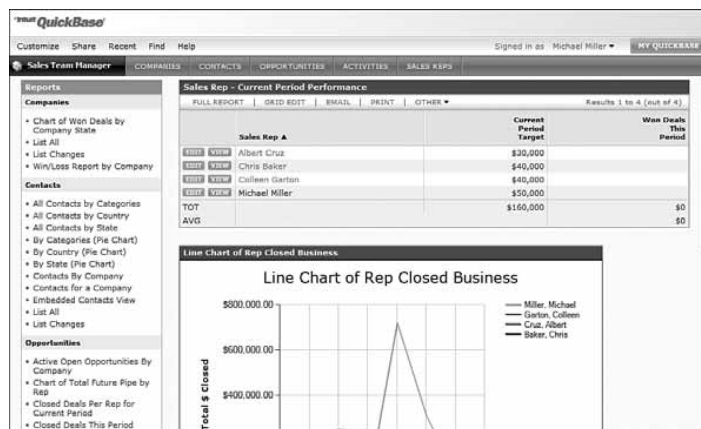 Intuit QuickBase
Customize Share Recent Find Help
Signed in as Michael Miller ▾ MY QUICKBASE
Sales Team Manager COMPANIES CONTACTS OPPORTUNITIES ACTIVITIES SALES REPS
Reports
Companies
• Chart of Won Deals by
Company State
• List All
• List Changes
• Win/Loss Report by Company
Contacts
• All Contacts by Categories
• All Contacts by Country
• All Contacts by State
• By Categories (Pie Chart)
• By Country (Pie Chart)
• By State (Pie Chart)
• Contacts By Company
• Contacts for a Company
• Embedded Contacts View
• List All
• List Changes
Opportunities
• Active Open Opportunities By
Company
• Chart of Total Future Pipe by
Rep
• Closed Deals Per Rep for
Current Period
• Closed Deals This Period
Sales Rep - Current Period Performance
FULL REPORT | GRID EDIT | EMAIL | PRINT | OTHER ▾ Results 1 to 4 (out of 4)
Sales Rep ▲ Current Period Target Won Deals This Period
EDIT VIEW Albert Cruz $30,000
EDIT VIEW Chris Baker $40,000
EDIT VIEW Colleen Garton $40,000
EDIT VIEW Michael Miller $50,000
TOT $160,000 $0
AVG $0
Line Chart of Rep Closed Business
Line Chart of Rep Closed Business
$800,000.00
$600,000.00
$400,000.00
Total $ Closed
Miller, Michael
Garton, Colleen
Cruz, Albert
Baker, Chris